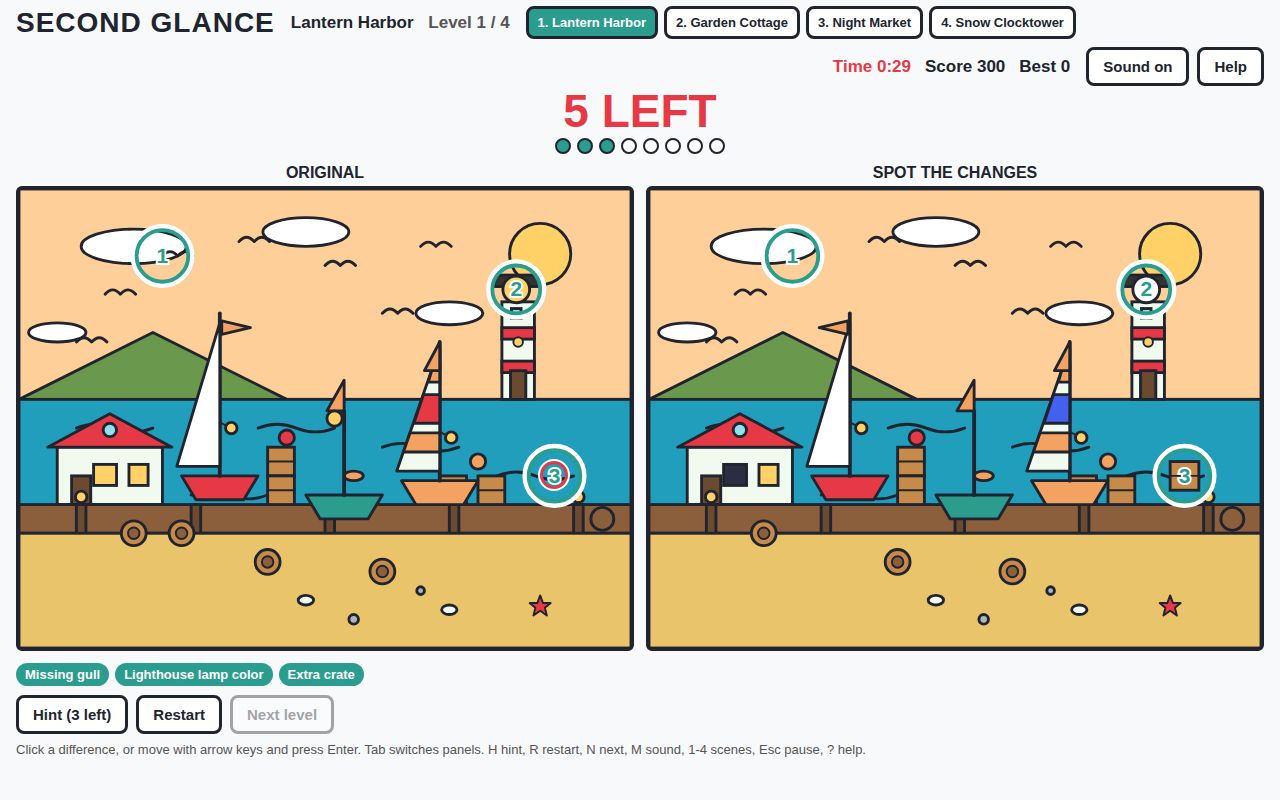 SECOND GLANCE Lantern Harbor Level 1 / 4 1. Lantern Harbor 2. Garden Cottage 3. Night Market 4. Snow Clocktower
Time 0:29 Score 300 Best 0 Sound on Help
5 LEFT
ORIGINAL SPOT THE CHANGES
1 1
2 2
3 3
Missing gull Lighthouse lamp color Extra crate
Hint (3 left) Restart Next level
Click a difference, or move with arrow keys and press Enter. Tab switches panels. H hint, R restart, N next, M sound, 1-4 scenes, Esc pause, ? help.